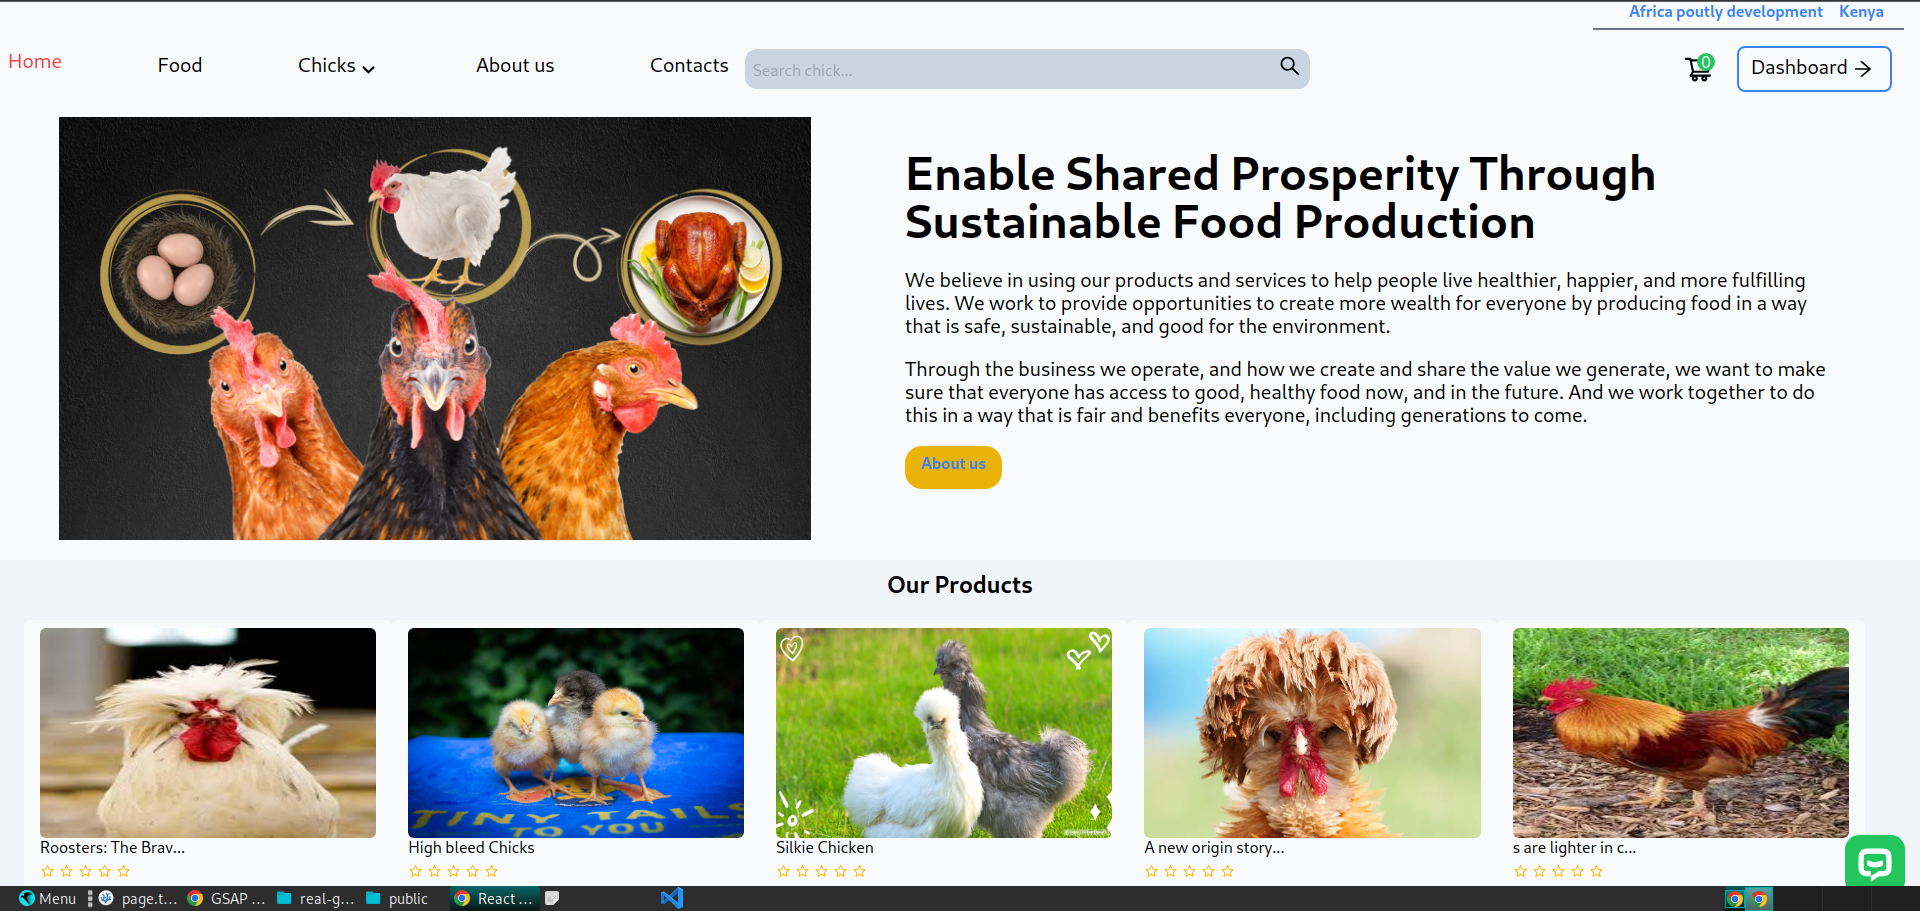 Africa poutly development Kenya
Home Food Chicks About us Contacts Search chick... 0 Dashboard
Enable Shared Prosperity Through
Sustainable Food Production
We believe in using our products and services to help people live healthier, happier, and more fulfilling
lives. We work to provide opportunities to create more wealth for everyone by producing food in a way
that is safe, sustainable, and good for the environment.
Through the business we operate, and how we create and share the value we generate, we want to make
sure that everyone has access to good, healthy food now, and in the future. And we work together to do
this in a way that is fair and benefits everyone, including generations to come.
About us
Our Products
TINY TAILS
TO YOU
Roosters: The Brav...
High bleed Chicks
Silkie Chicken
A new origin story...
s are lighter in c...
Menu page.t... GSAP ... real-g... public React ...